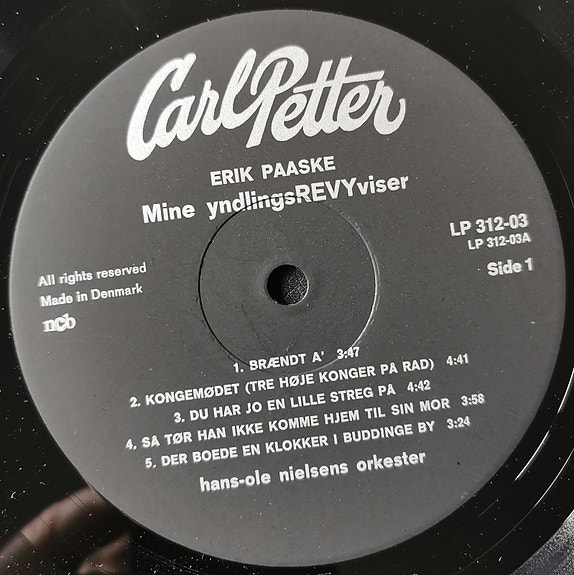 Carl Petter
ERIK PAASKE
Mine yndlingsREVYviser
LP 312-03
LP 312-03A
Side 1
All rights reserved
Made in Denmark
ncb
1. BRÆNDT A' 3:47
2. KONGEMØDET (TRE HØJE KONGER PÅ RAD) 4:41
3. DU HAR JO EN LILLE STREG PÅ 4:42
4. SÅ TØR HAN IKKE KOMME HJEM TIL SIN MOR 3:58
5. DER BOEDE EN KLOKKER I BUDDINGE BY 3:24
hans-ole nielsens orkester